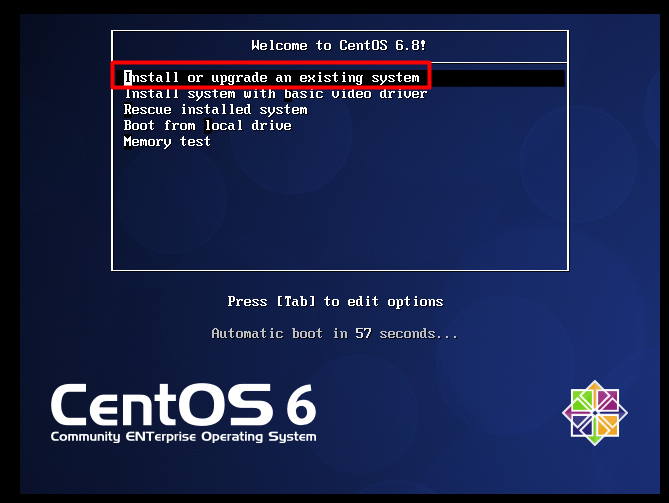 Welcome to CentOS 6.8!
Install or upgrade an existing system
Install system with basic video driver
Rescue installed system
Boot from local drive
Memory test
Press [Tab] to edit options
Automatic boot in 57 seconds...
CentOS 6
Community ENTerprise Operating System